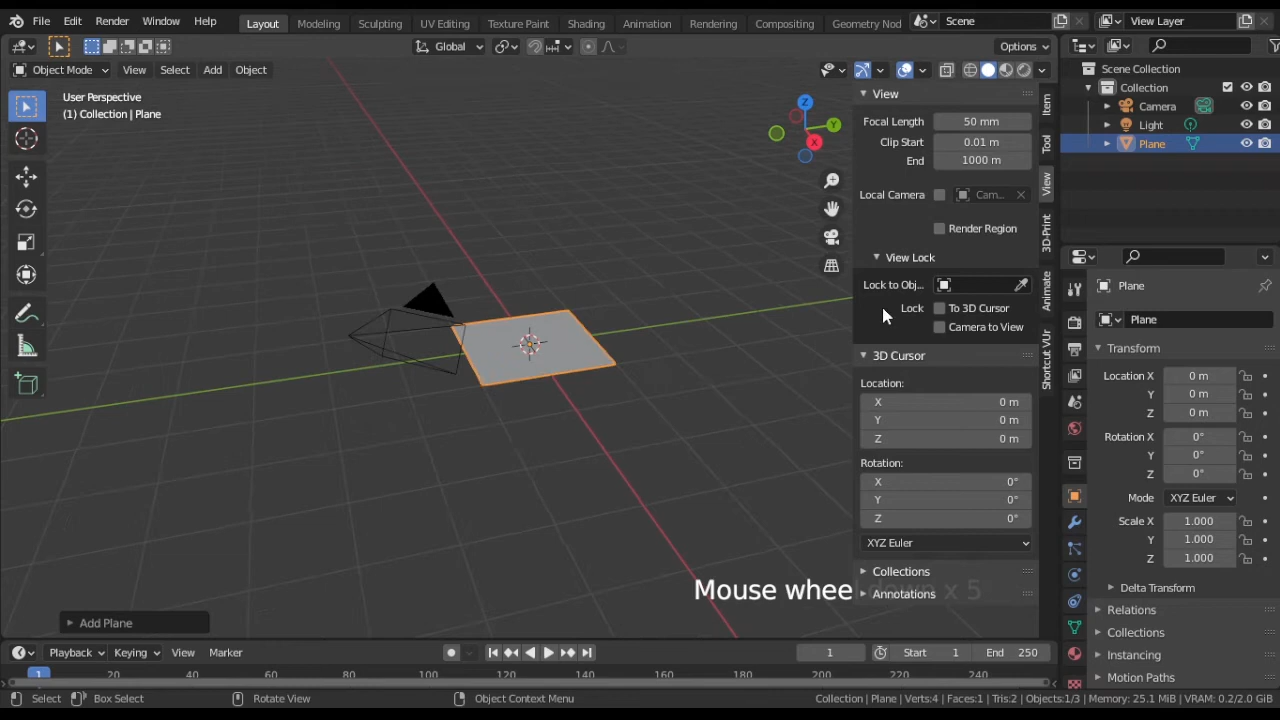 File Edit Render Window Help Layout Modeling Sculpting UV Editing Texture Paint Shading Animation Rendering Compositing Geometry Nod Scene View Layer
Global Options
Object Mode View Select Add Object
User Perspective
(1) Collection | Plane
Z
Y
X
View
Focal Length 50 mm
Clip Start 0.01 m
End 1000 m
Local Camera Cam...
Render Region
View Lock
Lock to Obj...
Lock To 3D Cursor
Camera to View
3D Cursor
Location:
X 0 m
Y 0 m
Z 0 m
Rotation:
X 0°
Y 0°
Z 0°
XYZ Euler
Collections
Annotations
Item
Tool
View
3D-Print
Animate
Shortcut VUr
Mouse wheel down x 5
Add Plane
Scene Collection
Collection
Camera
Light
Plane
Plane
Plane
Transform
Location X 0 m
Y 0 m
Z 0 m
Rotation X 0°
Y 0°
Z 0°
Mode XYZ Euler
Scale X 1.000
Y 1.000
Z 1.000
Delta Transform
Relations
Collections
Instancing
Motion Paths
Playback Keying View Marker 1 Start 1 End 250
1 20 40 60 80 100 120 140 160 180 200 220 240
Select Box Select Rotate View Object Context Menu Collection | Plane | Verts:4 | Faces:1 | Tris:2 | Objects:1/3 | Memory: 25.1 MiB | VRAM: 0.2/2.0 GiB